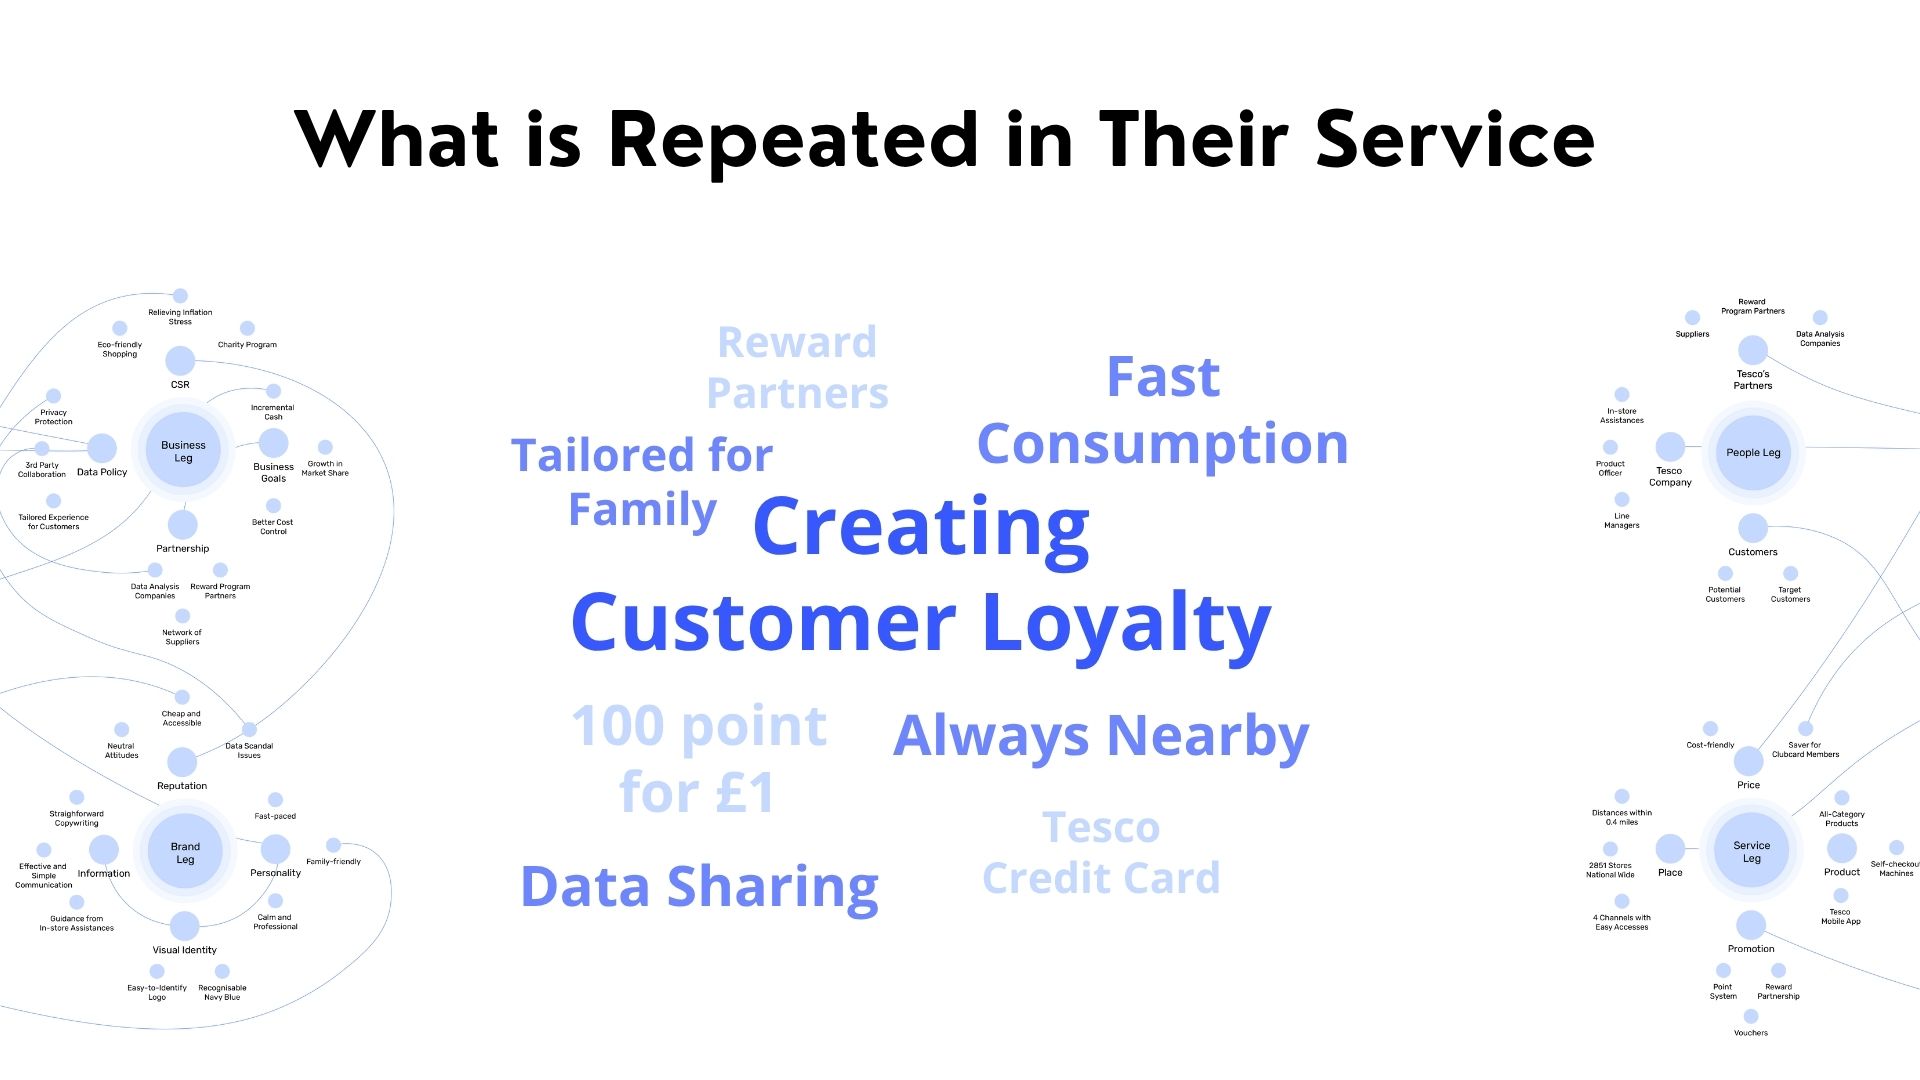 What is Repeated in Their Service
Relieving Inflation
Stress
Eco-friendly
Shopping
Charity Program
CSR
Privacy
Protection
Incremental
Cash
Business
Leg
3rd Party
Collaboration
Data Policy
Business
Goals
Growth in
Market Share
Tailored Experience
for Customers
Better Cost
Control
Partnership
Data Analysis
Companies
Reward Program
Partners
Network of
Suppliers
Cheap and
Accessible
Neutral
Attitudes
Data Scandal
Issues
Reputation
Straighforward
Copywriting
Fast-paced
Brand
Leg
Effective and
Simple
Communication
Information
Personality
Family-friendly
Guidance from
In-store Assistances
Calm and
Professional
Visual Identity
Easy-to-Identify
Logo
Recognisable
Navy Blue
Reward
Partners
Fast
Consumption
Tailored for
Family
Creating
Customer Loyalty
100 point
for £1
Always Nearby
Tesco
Credit Card
Data Sharing
Reward
Program Partners
Suppliers
Data Analysis
Companies
Tesco's
Partners
In-store
Assistances
People Leg
Product
Officer
Tesco
Company
Line
Managers
Customers
Potential
Customers
Target
Customers
Cost-friendly
Saver for
Clubcard Members
Price
Distances within
0.4 miles
All-Category
Products
Service
Leg
2851 Stores
National Wide
Place
Product
Self-checkout
Machines
4 Channels with
Easy Accesses
Tesco
Mobile App
Promotion
Point
System
Reward
Partnership
Vouchers